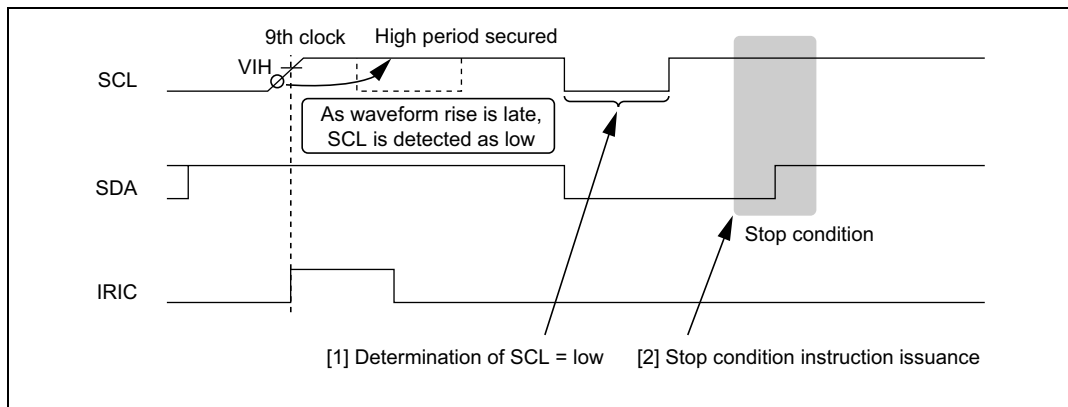 9th clock
High period secured
VIH
SCL
As waveform rise is late,
SCL is detected as low
SDA
Stop condition
IRIC
[1] Determination of SCL = low
[2] Stop condition instruction issuance